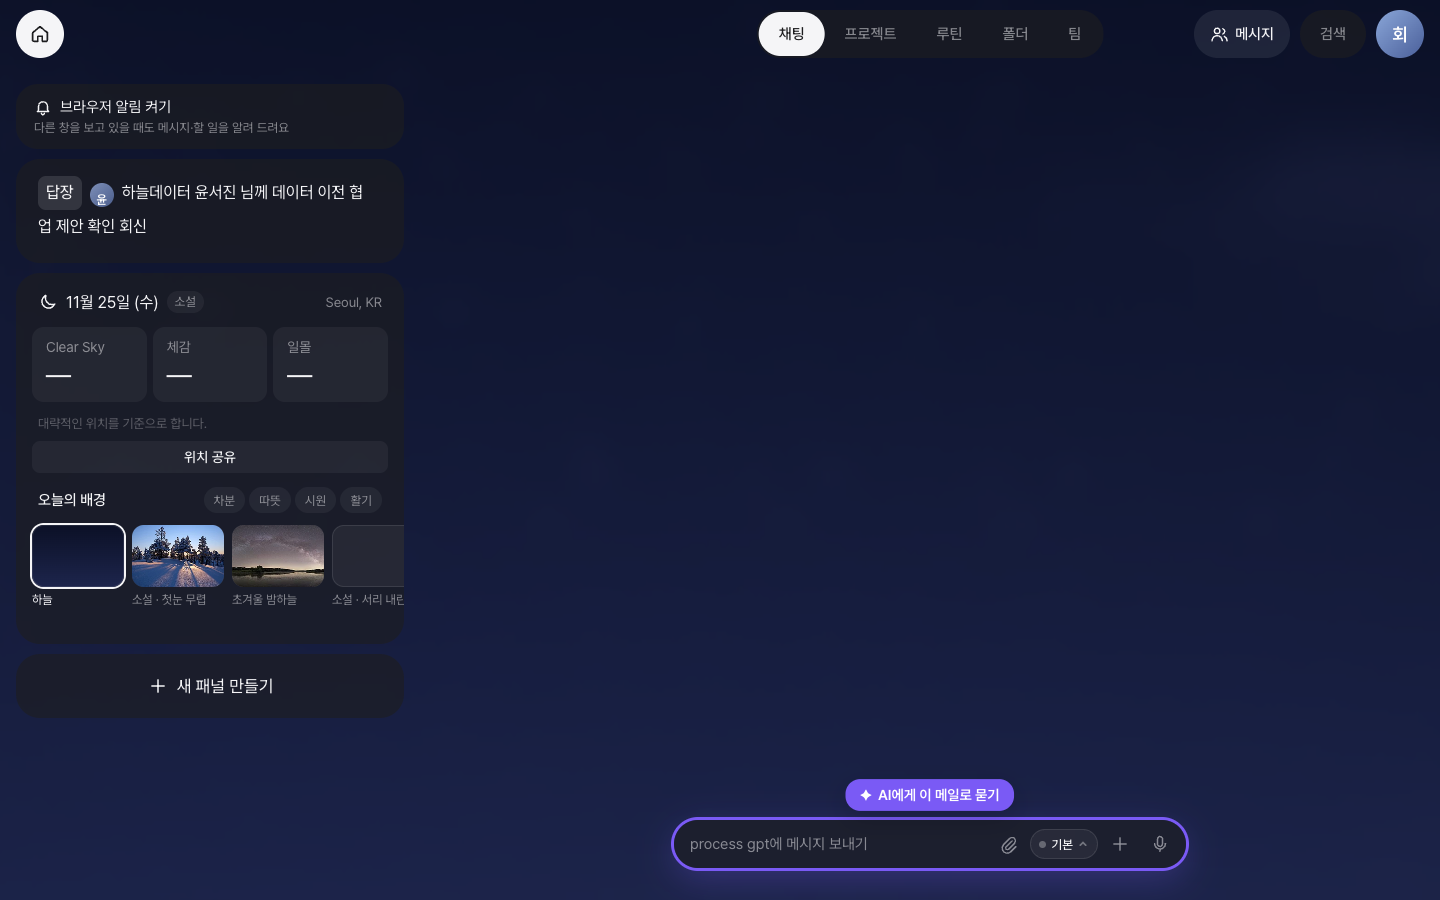 채팅
프로젝트
루틴
폴더
팀
메시지
검색
회
브라우저 알림 켜기
다른 창을 보고 있을 때도 메시지·할 일을 알려 드려요
답장 윤 하늘데이터 윤서진 님께 데이터 이전 협
업 제안 확인 회신
11월 25일 (수) 소설 Seoul, KR
Clear Sky 체감 일몰
대략적인 위치를 기준으로 합니다.
위치 공유
오늘의 배경 차분 따뜻 시원 활기
하늘 소설 · 첫눈 무렵 초겨울 밤하늘 소설 · 서리 내린
새 패널 만들기
AI에게 이 메일로 묻기
process gpt에 메시지 보내기 기본